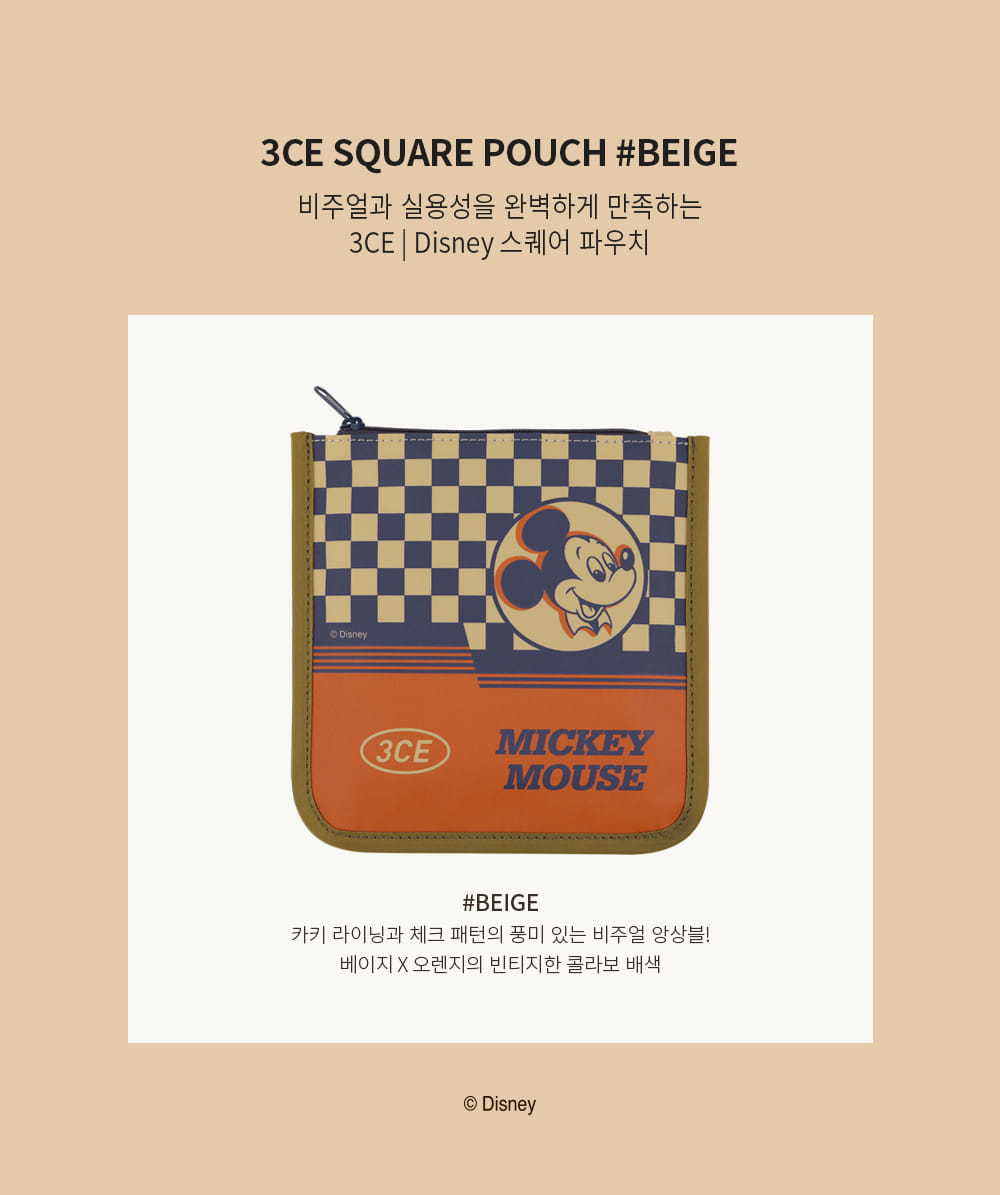 3CE SQUARE POUCH #BEIGE
비주얼과 실용성을 완벽하게 만족하는
3CE | Disney 스퀘어 파우치
© Disney
3CE
MICKEY
MOUSE
#BEIGE
카키 라이닝과 체크 패턴의 풍미 있는 비주얼 앙상블!
베이지 X 오렌지의 빈티지한 콜라보 배색
© Disney